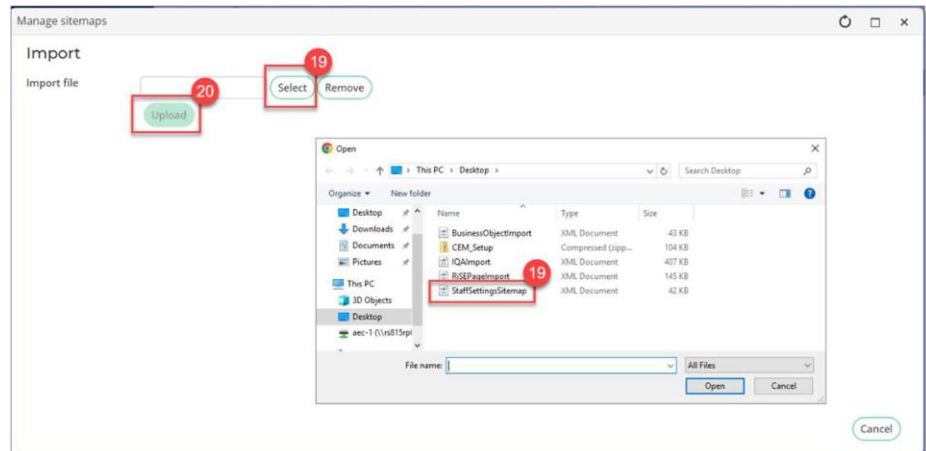 Manage sitemaps
Import
19
Import file
Select
Remove
20
Upload
Open
This PC > Desktop >
Search Desktop
Organize
New folder
Name
Type
Size
Desktop
Downloads
Documents
Pictures
This PC
3D Objects
Desktop
aec-1 (\\rs815rpl
BusinessObjectImport XML Document 43 KB
CEM_Setup Compressed (zipp... 104 KB
IQAImport XML Document 407 KB
RiSEPageImport XML Document 145 KB
19
StaffSettingsSitemap XML Document 42 KB
File name:
All Files
Open
Cancel
Cancel